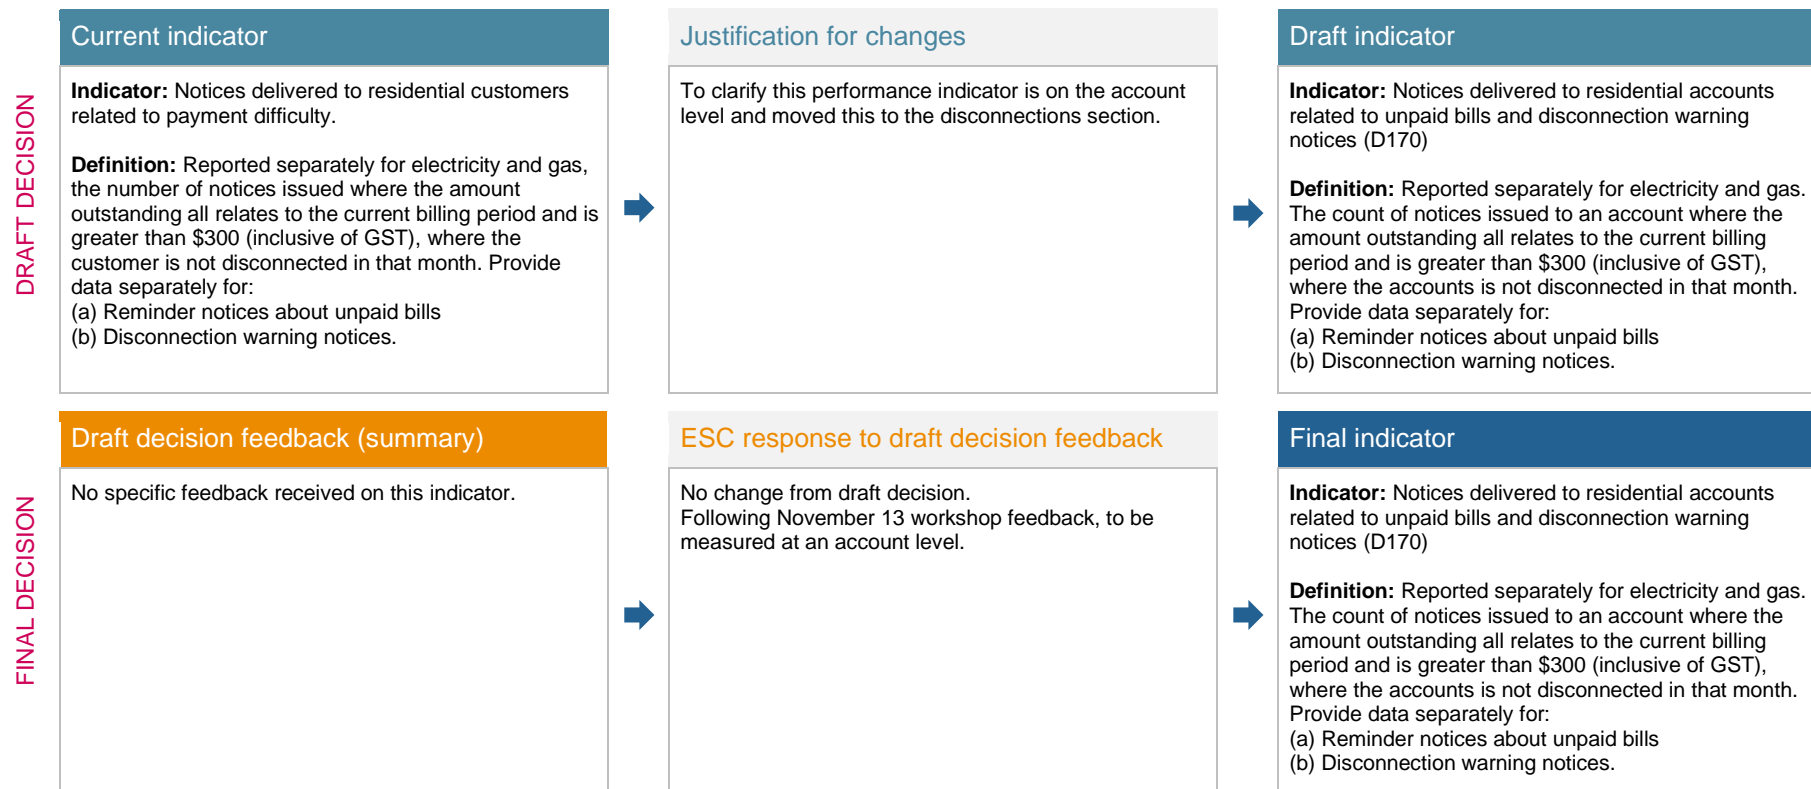 DRAFT DECISION
Current indicator
Indicator: Notices delivered to residential customers
related to payment difficulty.
Definition: Reported separately for electricity and gas,
the number of notices issued where the amount
outstanding all relates to the current billing period and is
greater than $300 (inclusive of GST), where the
customer is not disconnected in that month. Provide
data separately for:
(a) Reminder notices about unpaid bills
(b) Disconnection warning notices.
Justification for changes
To clarify this performance indicator is on the account
level and moved this to the disconnections section.
Draft indicator
Indicator: Notices delivered to residential accounts
related to unpaid bills and disconnection warning
notices (D170)
Definition: Reported separately for electricity and gas.
The count of notices issued to an account where the
amount outstanding all relates to the current billing
period and is greater than $300 (inclusive of GST),
where the accounts is not disconnected in that month.
Provide data separately for:
(a) Reminder notices about unpaid bills
(b) Disconnection warning notices.
FINAL DECISION
Draft decision feedback (summary)
No specific feedback received on this indicator.
ESC response to draft decision feedback
No change from draft decision.
Following November 13 workshop feedback, to be
measured at an account level.
Final indicator
Indicator: Notices delivered to residential accounts
related to unpaid bills and disconnection warning
notices (D170)
Definition: Reported separately for electricity and gas.
The count of notices issued to an account where the
amount outstanding all relates to the current billing
period and is greater than $300 (inclusive of GST),
where the accounts is not disconnected in that month.
Provide data separately for:
(a) Reminder notices about unpaid bills
(b) Disconnection warning notices.